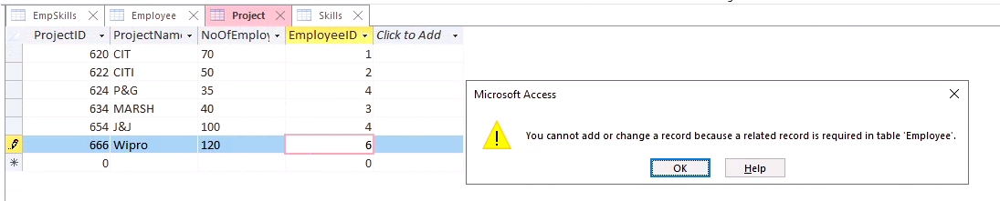 EmpSkills Employee Project Skills
ProjectID ProjectName NoOfEmploy EmployeeID Click to Add
620 CIT 70 1
622 CITI 50 2
624 P&G 35 4
634 MARSH 40 3
654 J&J 100 4
666 Wipro 120 6
0 0
Microsoft Access
You cannot add or change a record because a related record is required in table 'Employee'.
OK Help